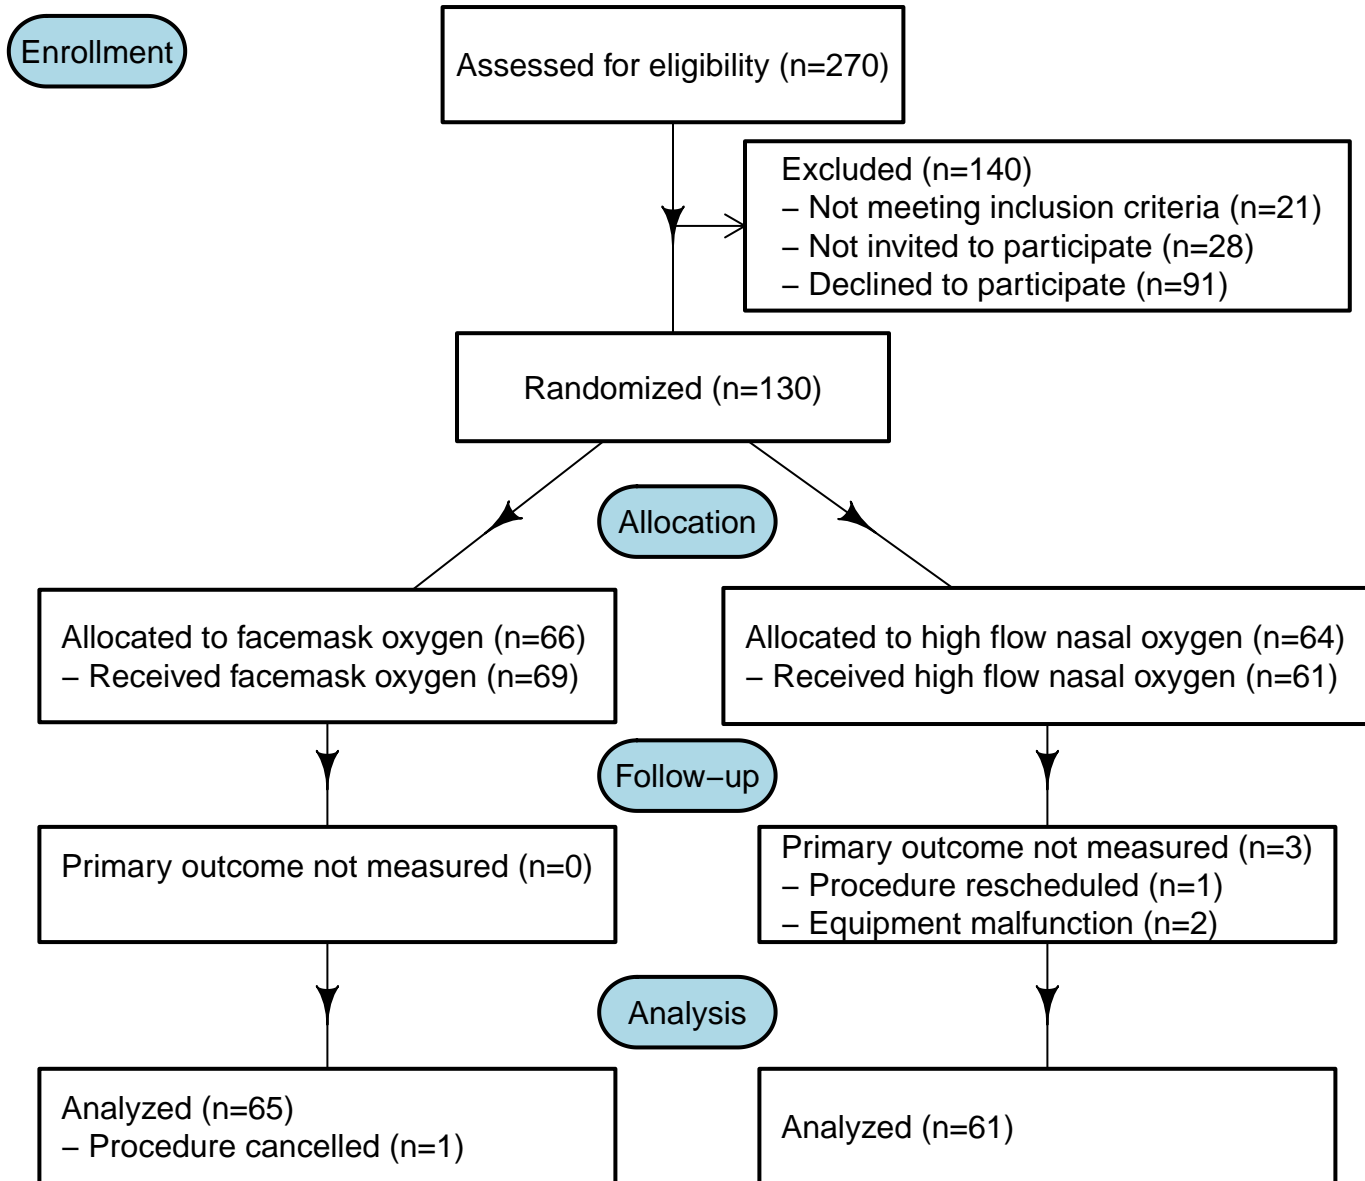 Enrollment
Assessed for eligibility (n=270)
Excluded (n=140)
− Not meeting inclusion criteria (n=21)
− Not invited to participate (n=28)
− Declined to participate (n=91)
Randomized (n=130)
Allocation
Allocated to facemask oxygen (n=66)
− Received facemask oxygen (n=69)
Allocated to high flow nasal oxygen (n=64)
− Received high flow nasal oxygen (n=61)
Follow−up
Primary outcome not measured (n=0)
Primary outcome not measured (n=3)
− Procedure rescheduled (n=1)
− Equipment malfunction (n=2)
Analysis
Analyzed (n=65)
− Procedure cancelled (n=1)
Analyzed (n=61)